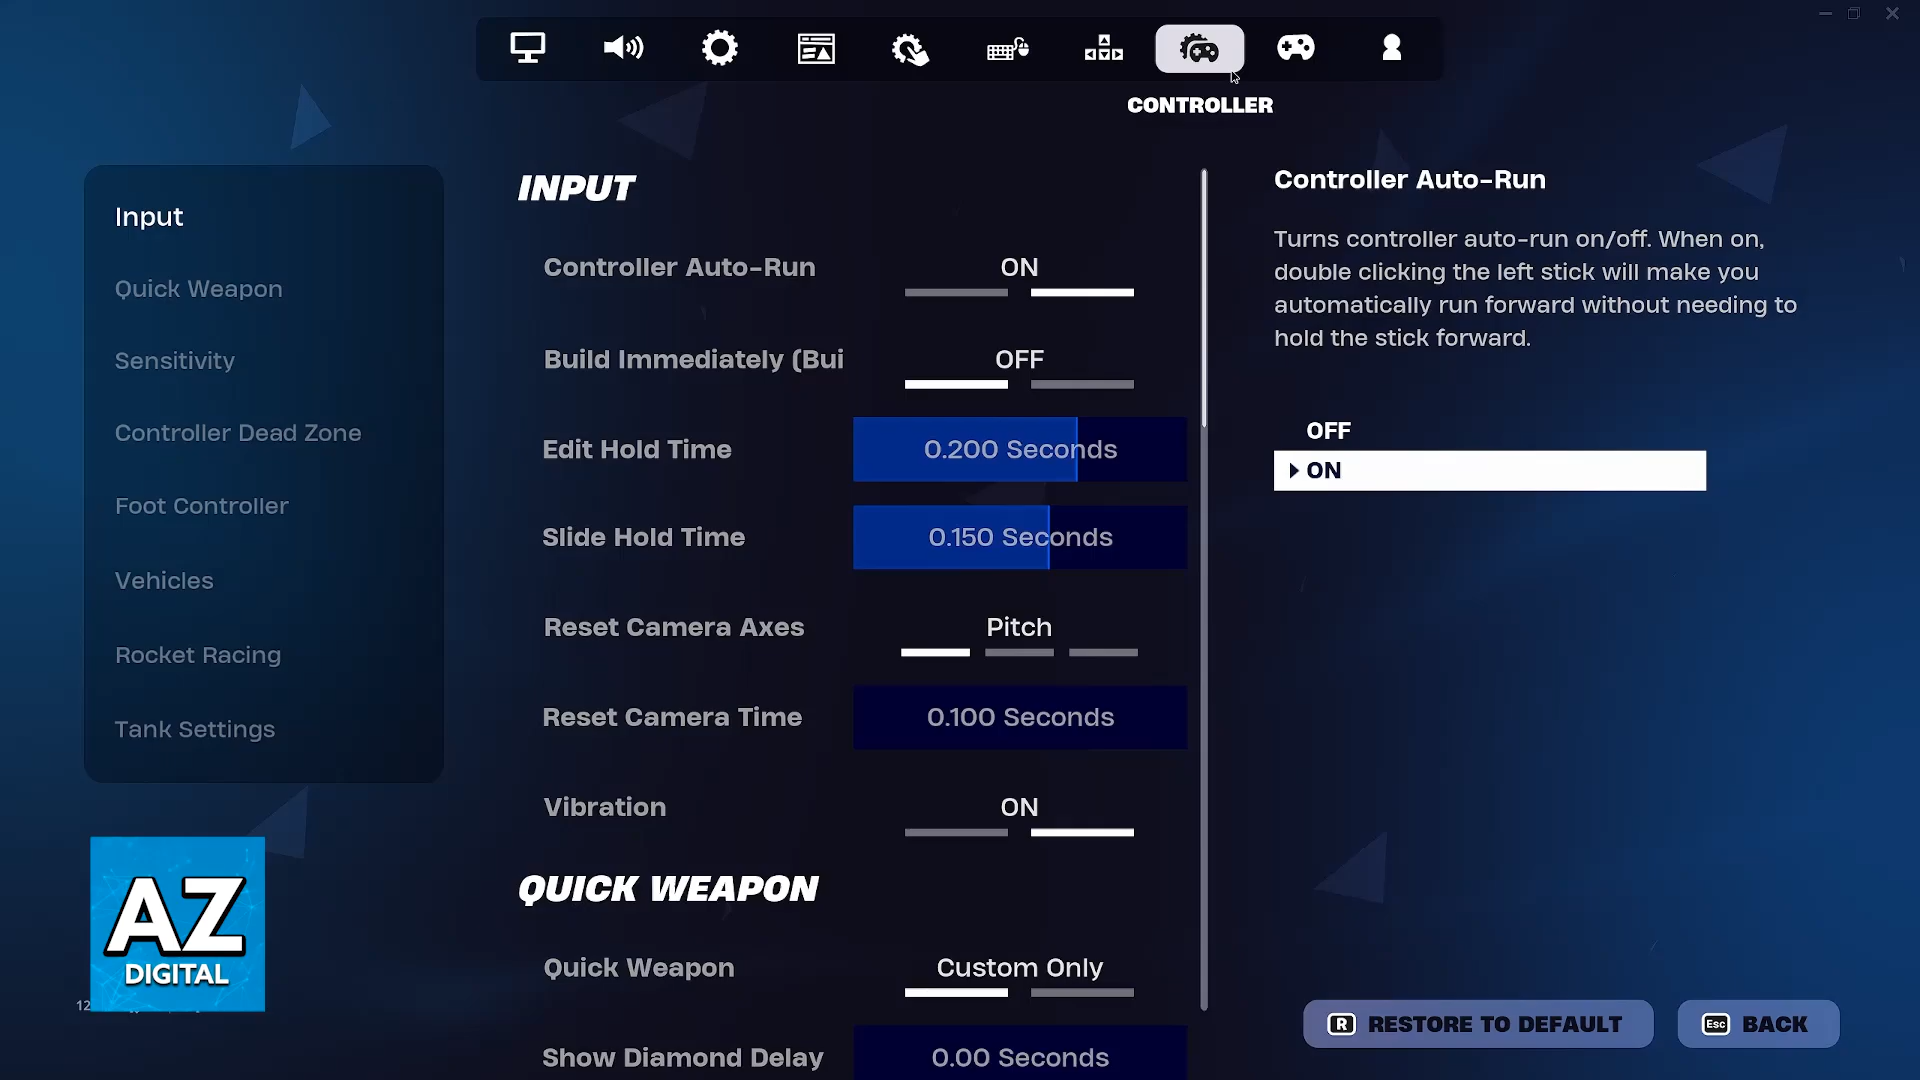 CONTROLLER
Input
Quick Weapon
Sensitivity
Controller Dead Zone
Foot Controller
Vehicles
Rocket Racing
Tank Settings
INPUT
Controller Auto-Run
ON
Build Immediately (Bui
OFF
Edit Hold Time
0.200 Seconds
Slide Hold Time
0.150 Seconds
Reset Camera Axes
Pitch
Reset Camera Time
0.100 Seconds
Vibration
ON
QUICK WEAPON
Quick Weapon
Custom Only
Show Diamond Delay
0.00 Seconds
Controller Auto-Run
Turns controller auto-run on/off. When on,
double clicking the left stick will make you
automatically run forward without needing to
hold the stick forward.
OFF
ON
AZ
DIGITAL
12
R RESTORE TO DEFAULT
Esc BACK